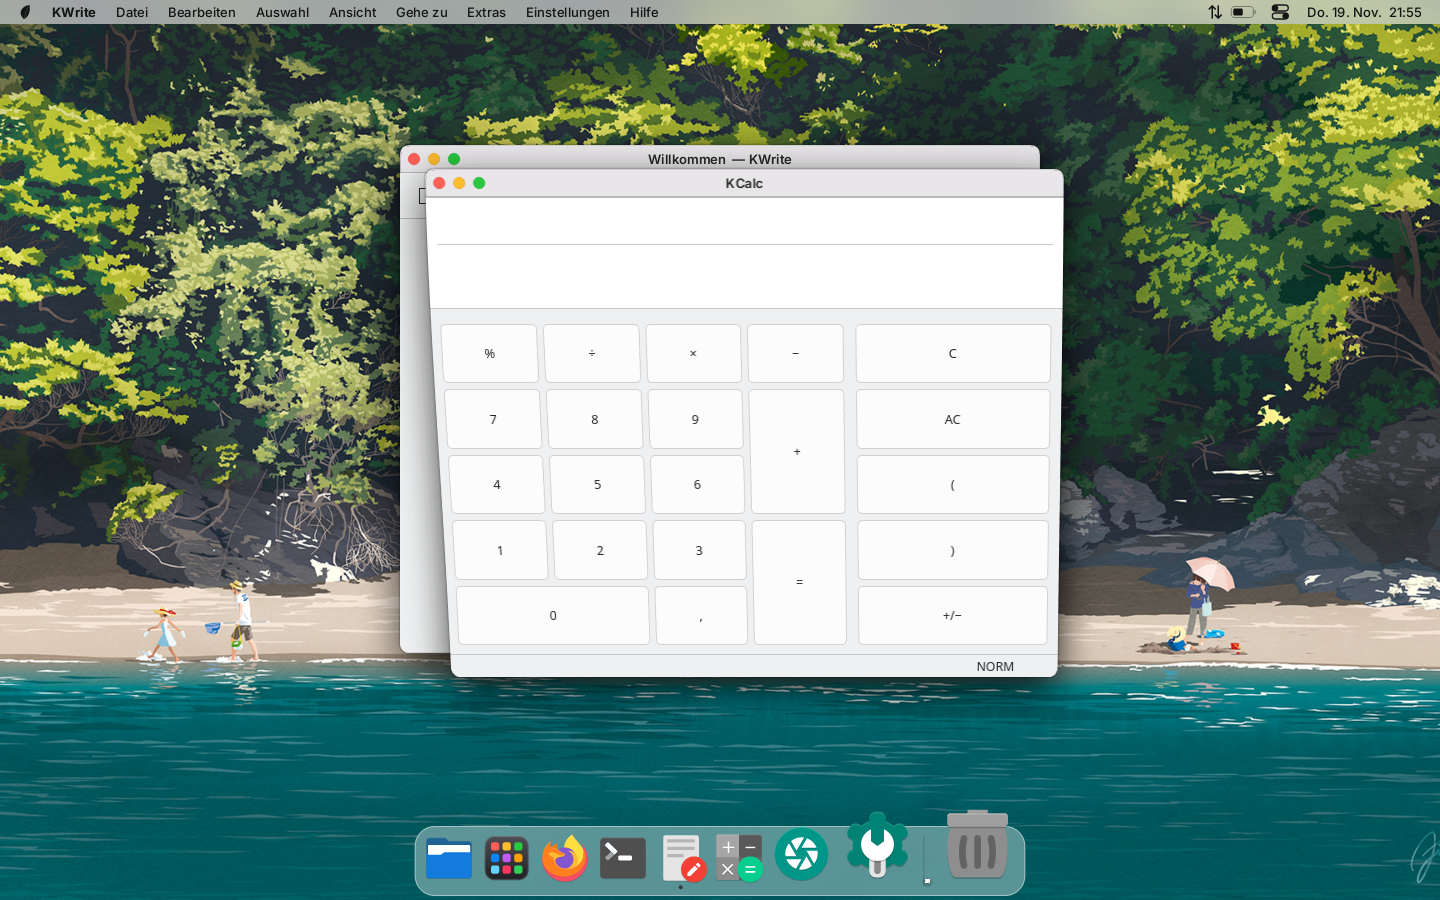 KWrite Datei Bearbeiten Auswahl Ansicht Gehe zu Extras Einstellungen Hilfe Do. 19. Nov. 21:55
Willkommen — KWrite
KCalc
% ÷ × − C
7 8 9 AC
+
4 5 6 (
1 2 3 )
=
0 , +/−
NORM